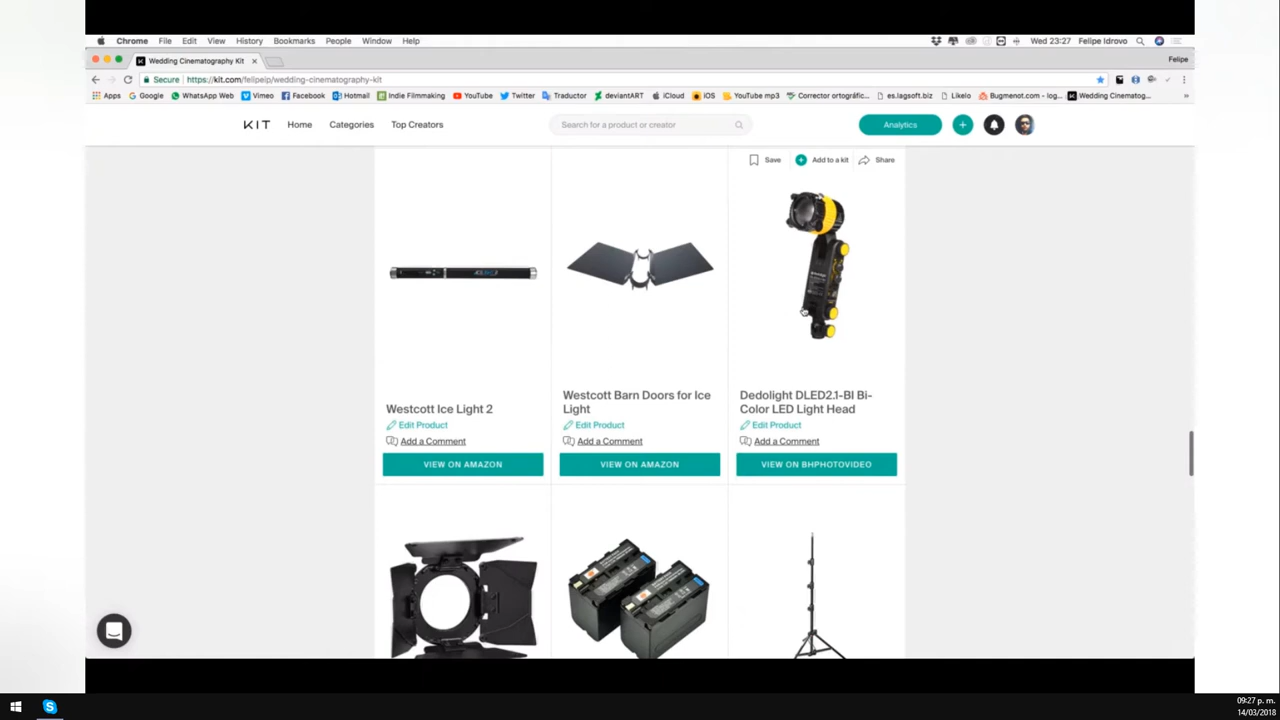 Chrome File Edit View History Bookmarks People Window Help Wed 23:27 Felipe Idrovo
Wedding Cinematography Kit Felipe
Secure https://kit.com/felipeip/wedding-cinematography-kit
Apps Google WhatsApp Web Vimeo Facebook Hotmail Indie Filmmaking YouTube Twitter Traductor deviantART iCloud iOS YouTube mp3 Corrector ortográfic... es.lagsoft.biz Likelo Bugmenot.com - log... Wedding Cinematog...
KIT Home Categories Top Creators Search for a product or creator Analytics
Save Add to a kit Share
Westcott Ice Light 2
Edit Product
Add a Comment
VIEW ON AMAZON
Westcott Barn Doors for Ice
Light
Edit Product
Add a Comment
VIEW ON AMAZON
Dedolight DLED2.1-BI Bi-
Color LED Light Head
Edit Product
Add a Comment
VIEW ON BHPHOTOVIDEO
09:27 p. m.
14/03/2018